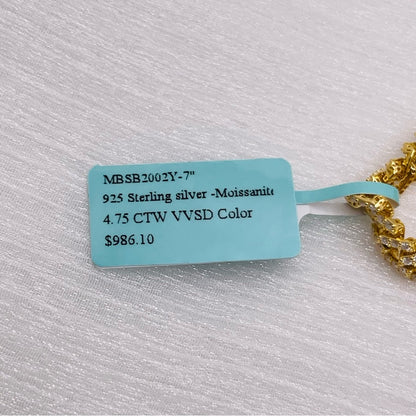 MBSB2002Y-7"
925 Sterling silver -Moissanite
4.75 CTW VVSD Color
$986.10